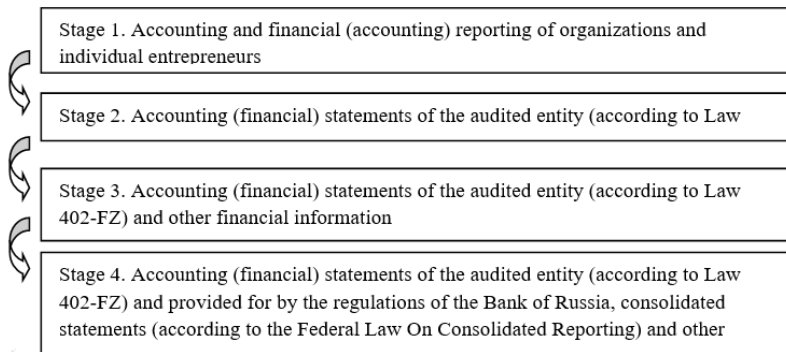 Stage 1. Accounting and financial (accounting) reporting of organizations and
individual entrepreneurs
Stage 2. Accounting (financial) statements of the audited entity (according to Law
Stage 3. Accounting (financial) statements of the audited entity (according to Law
402-FZ) and other financial information
Stage 4. Accounting (financial) statements of the audited entity (according to Law
402-FZ) and provided for by the regulations of the Bank of Russia, consolidated
statements (according to the Federal Law On Consolidated Reporting) and other